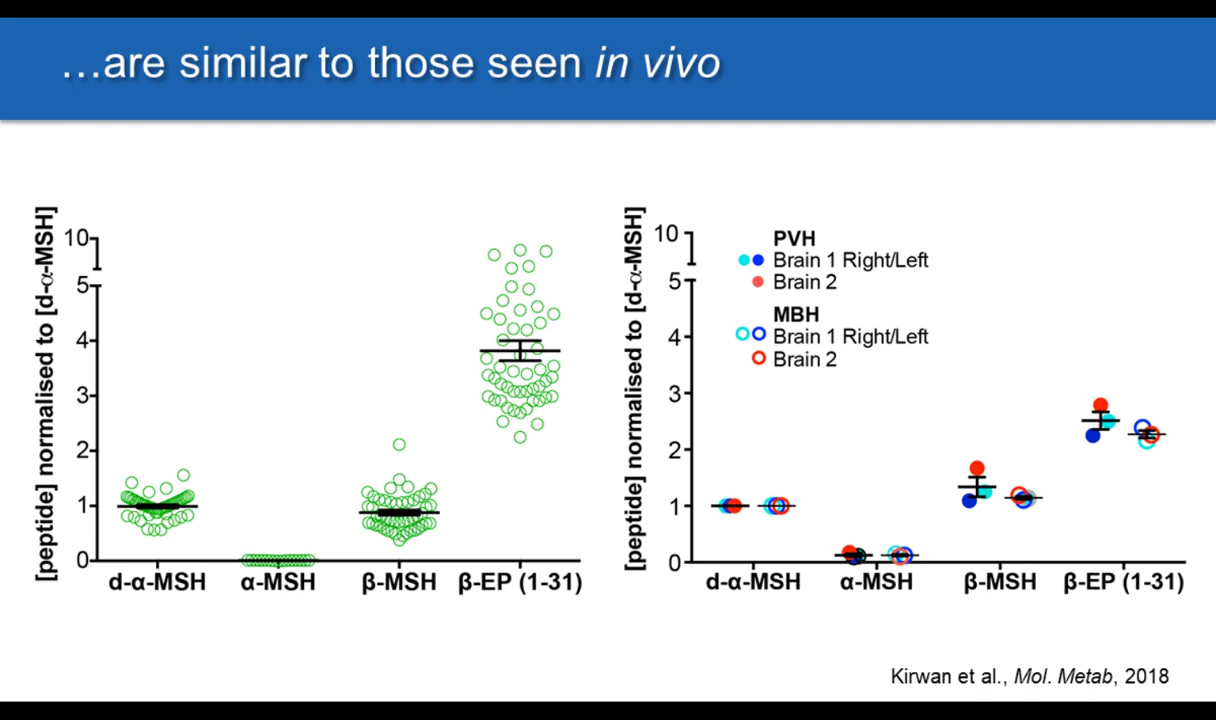 …are similar to those seen in vivo
[peptide] normalised to [d-α-MSH]
10
5
4
3
2
1
0
d-α-MSH
α-MSH
β-MSH
β-EP (1-31)
[peptide] normalised to [d-α-MSH]
10
5
4
3
2
1
0
PVH
Brain 1 Right/Left
Brain 2
MBH
Brain 1 Right/Left
Brain 2
d-α-MSH
α-MSH
β-MSH
β-EP (1-31)
Kirwan et al., Mol. Metab, 2018